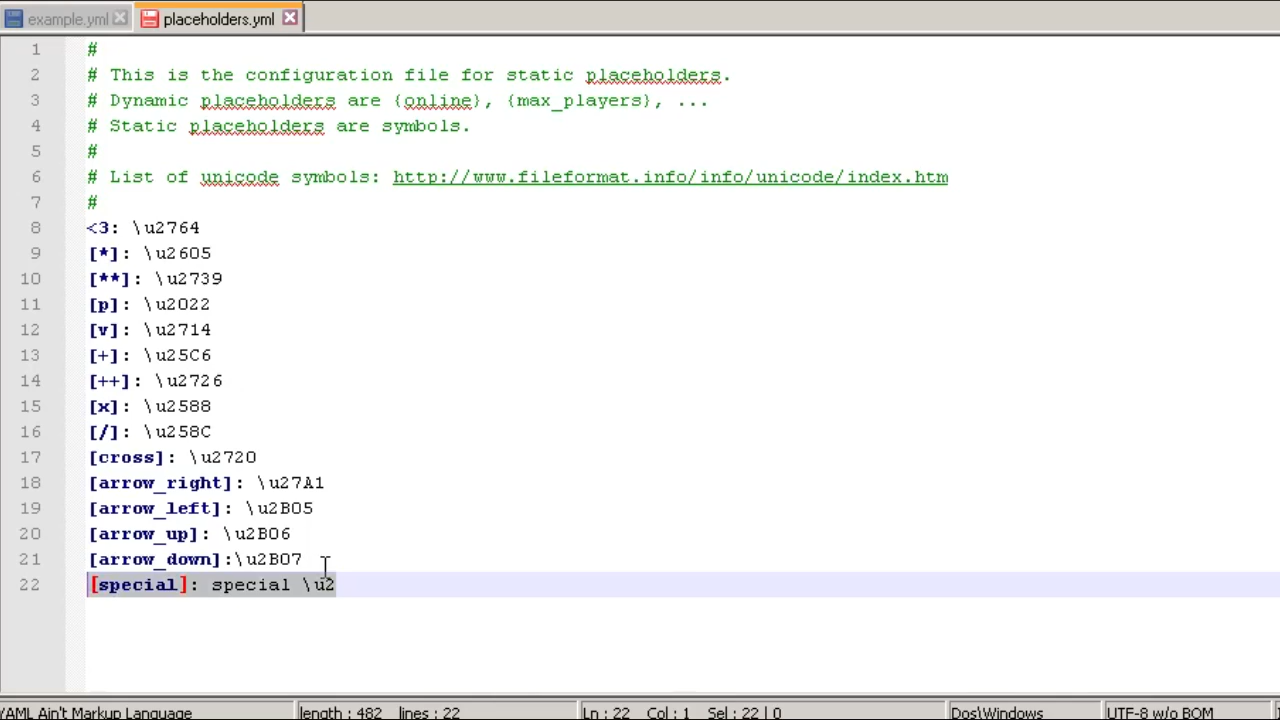 example.yml placeholders.yml
1 #
2 # This is the configuration file for static placeholders.
3 # Dynamic placeholders are {online}, {max_players}, ...
4 # Static placeholders are symbols.
5 #
6 # List of unicode symbols: http://www.fileformat.info/info/unicode/index.htm
7 #
8 <3: \u2764
9 [*]: \u2605
10 [**]: \u2739
11 [p]: \u2022
12 [v]: \u2714
13 [+]: \u25C6
14 [++]: \u2726
15 [x]: \u2588
16 [/]: \u258C
17 [cross]: \u2720
18 [arrow_right]: \u27A1
19 [arrow_left]: \u2B05
20 [arrow_up]: \u2B06
21 [arrow_down]:\u2B07
22 [special]: special \u2
YAML Ain't Markup Language length : 482 lines : 22 Ln : 22 Col : 1 Sel : 22 | 0 Dos\Windows UTF-8 w/o BOM